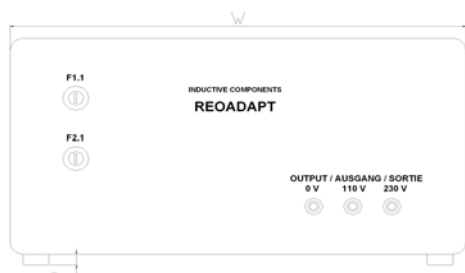 W
F1.1
INDUCTIVE COMPONENTS
REOADAPT
F2.1
OUTPUT / AUSGANG / SORTIE
0 V 110 V 230 V